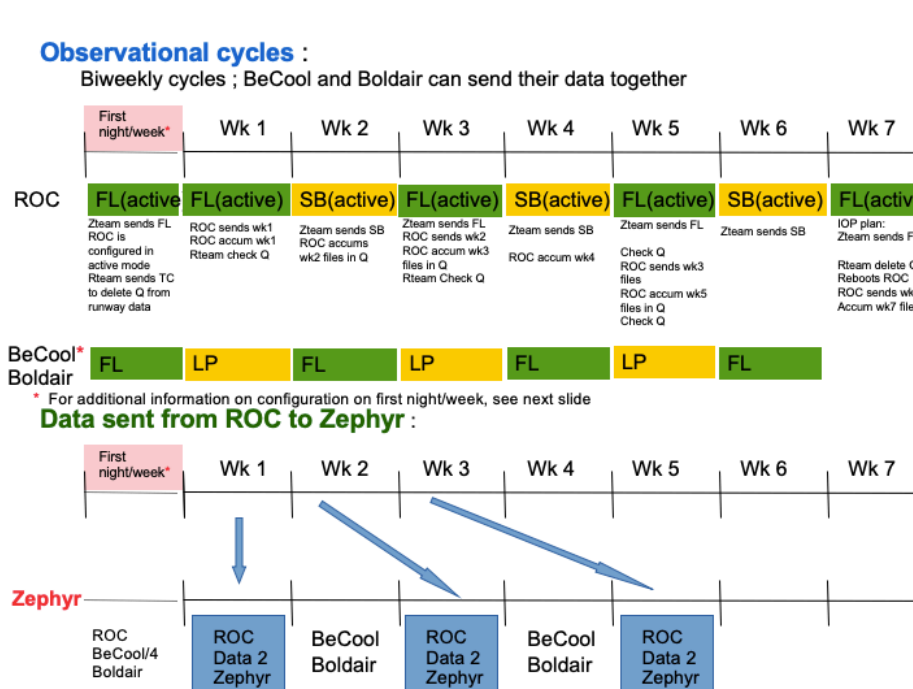 Observational cycles :
Biweekly cycles ; BeCool and Boldair can send their data together
First
night/week*
Wk 1
Wk 2
Wk 3
Wk 4
Wk 5
Wk 6
Wk 7
ROC
FL(active
FL(active)
SB(active)
FL(active)
SB(active)
FL(active)
SB(active)
FL(activ
Zteam sends FL
ROC is
configured in
active mode
Rteam sends TC
to delete Q from
runway data
ROC sends wk1
ROC accum wk1
Rteam check Q
Zteam sends SB
ROC accums
wk2 files in Q
Zteam sends FL
ROC sends wk2
ROC accum wk3
files in Q
Rteam Check Q
Zteam sends SB
ROC accum wk4
Zteam sends FL
Check Q
ROC sends wk3
files
ROC accum wk5
files in Q
Check Q
Zteam sends SB
IOP plan:
Zteam sends F
Rteam delete Q
Reboots ROC
ROC sends wk
Accum wk7 file
BeCool*
Boldair
FL
LP
FL
LP
FL
LP
FL
* For additional information on configuration on first night/week, see next slide
Data sent from ROC to Zephyr :
First
night/week*
Wk 1
Wk 2
Wk 3
Wk 4
Wk 5
Wk 6
Wk 7
Zephyr
ROC
BeCool/4
Boldair
ROC
Data 2
Zephyr
BeCool
Boldair
ROC
Data 2
Zephyr
BeCool
Boldair
ROC
Data 2
Zephyr